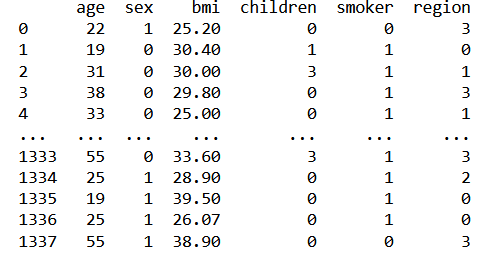 age sex bmi children smoker region
0 22 1 25.20 0 0 3
1 19 0 30.40 1 1 0
2 31 0 30.00 3 1 1
3 38 0 29.80 0 1 3
4 33 0 25.00 0 1 1
... ... ... ... ... ... ...
1333 55 0 33.60 3 1 3
1334 25 1 28.90 0 1 2
1335 19 1 39.50 0 1 0
1336 25 1 26.07 0 1 0
1337 55 1 38.90 0 0 3